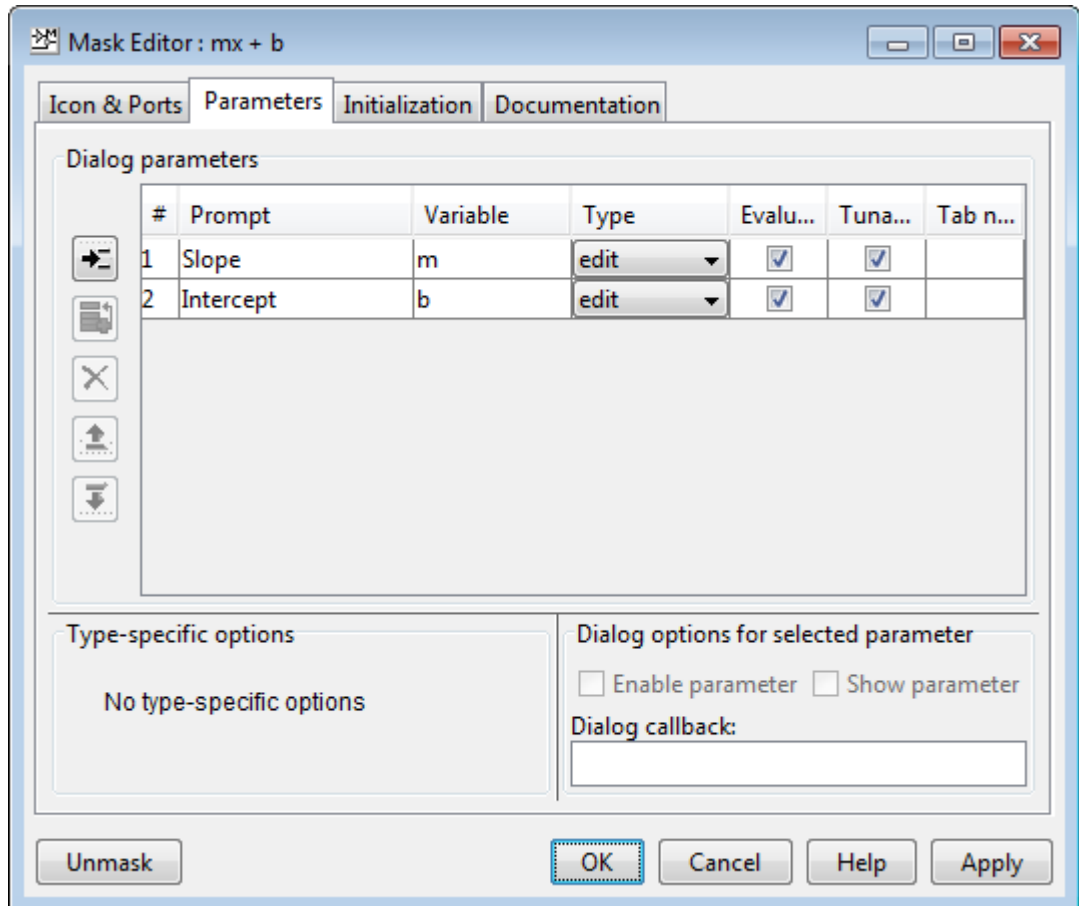 Mask Editor : mx + b
Icon & Ports Parameters Initialization Documentation
Dialog parameters
# Prompt Variable Type Evalu... Tuna... Tab n...
1 Slope m edit
2 Intercept b edit
Type-specific options
No type-specific options
Dialog options for selected parameter
Enable parameter Show parameter
Dialog callback:
Unmask OK Cancel Help Apply